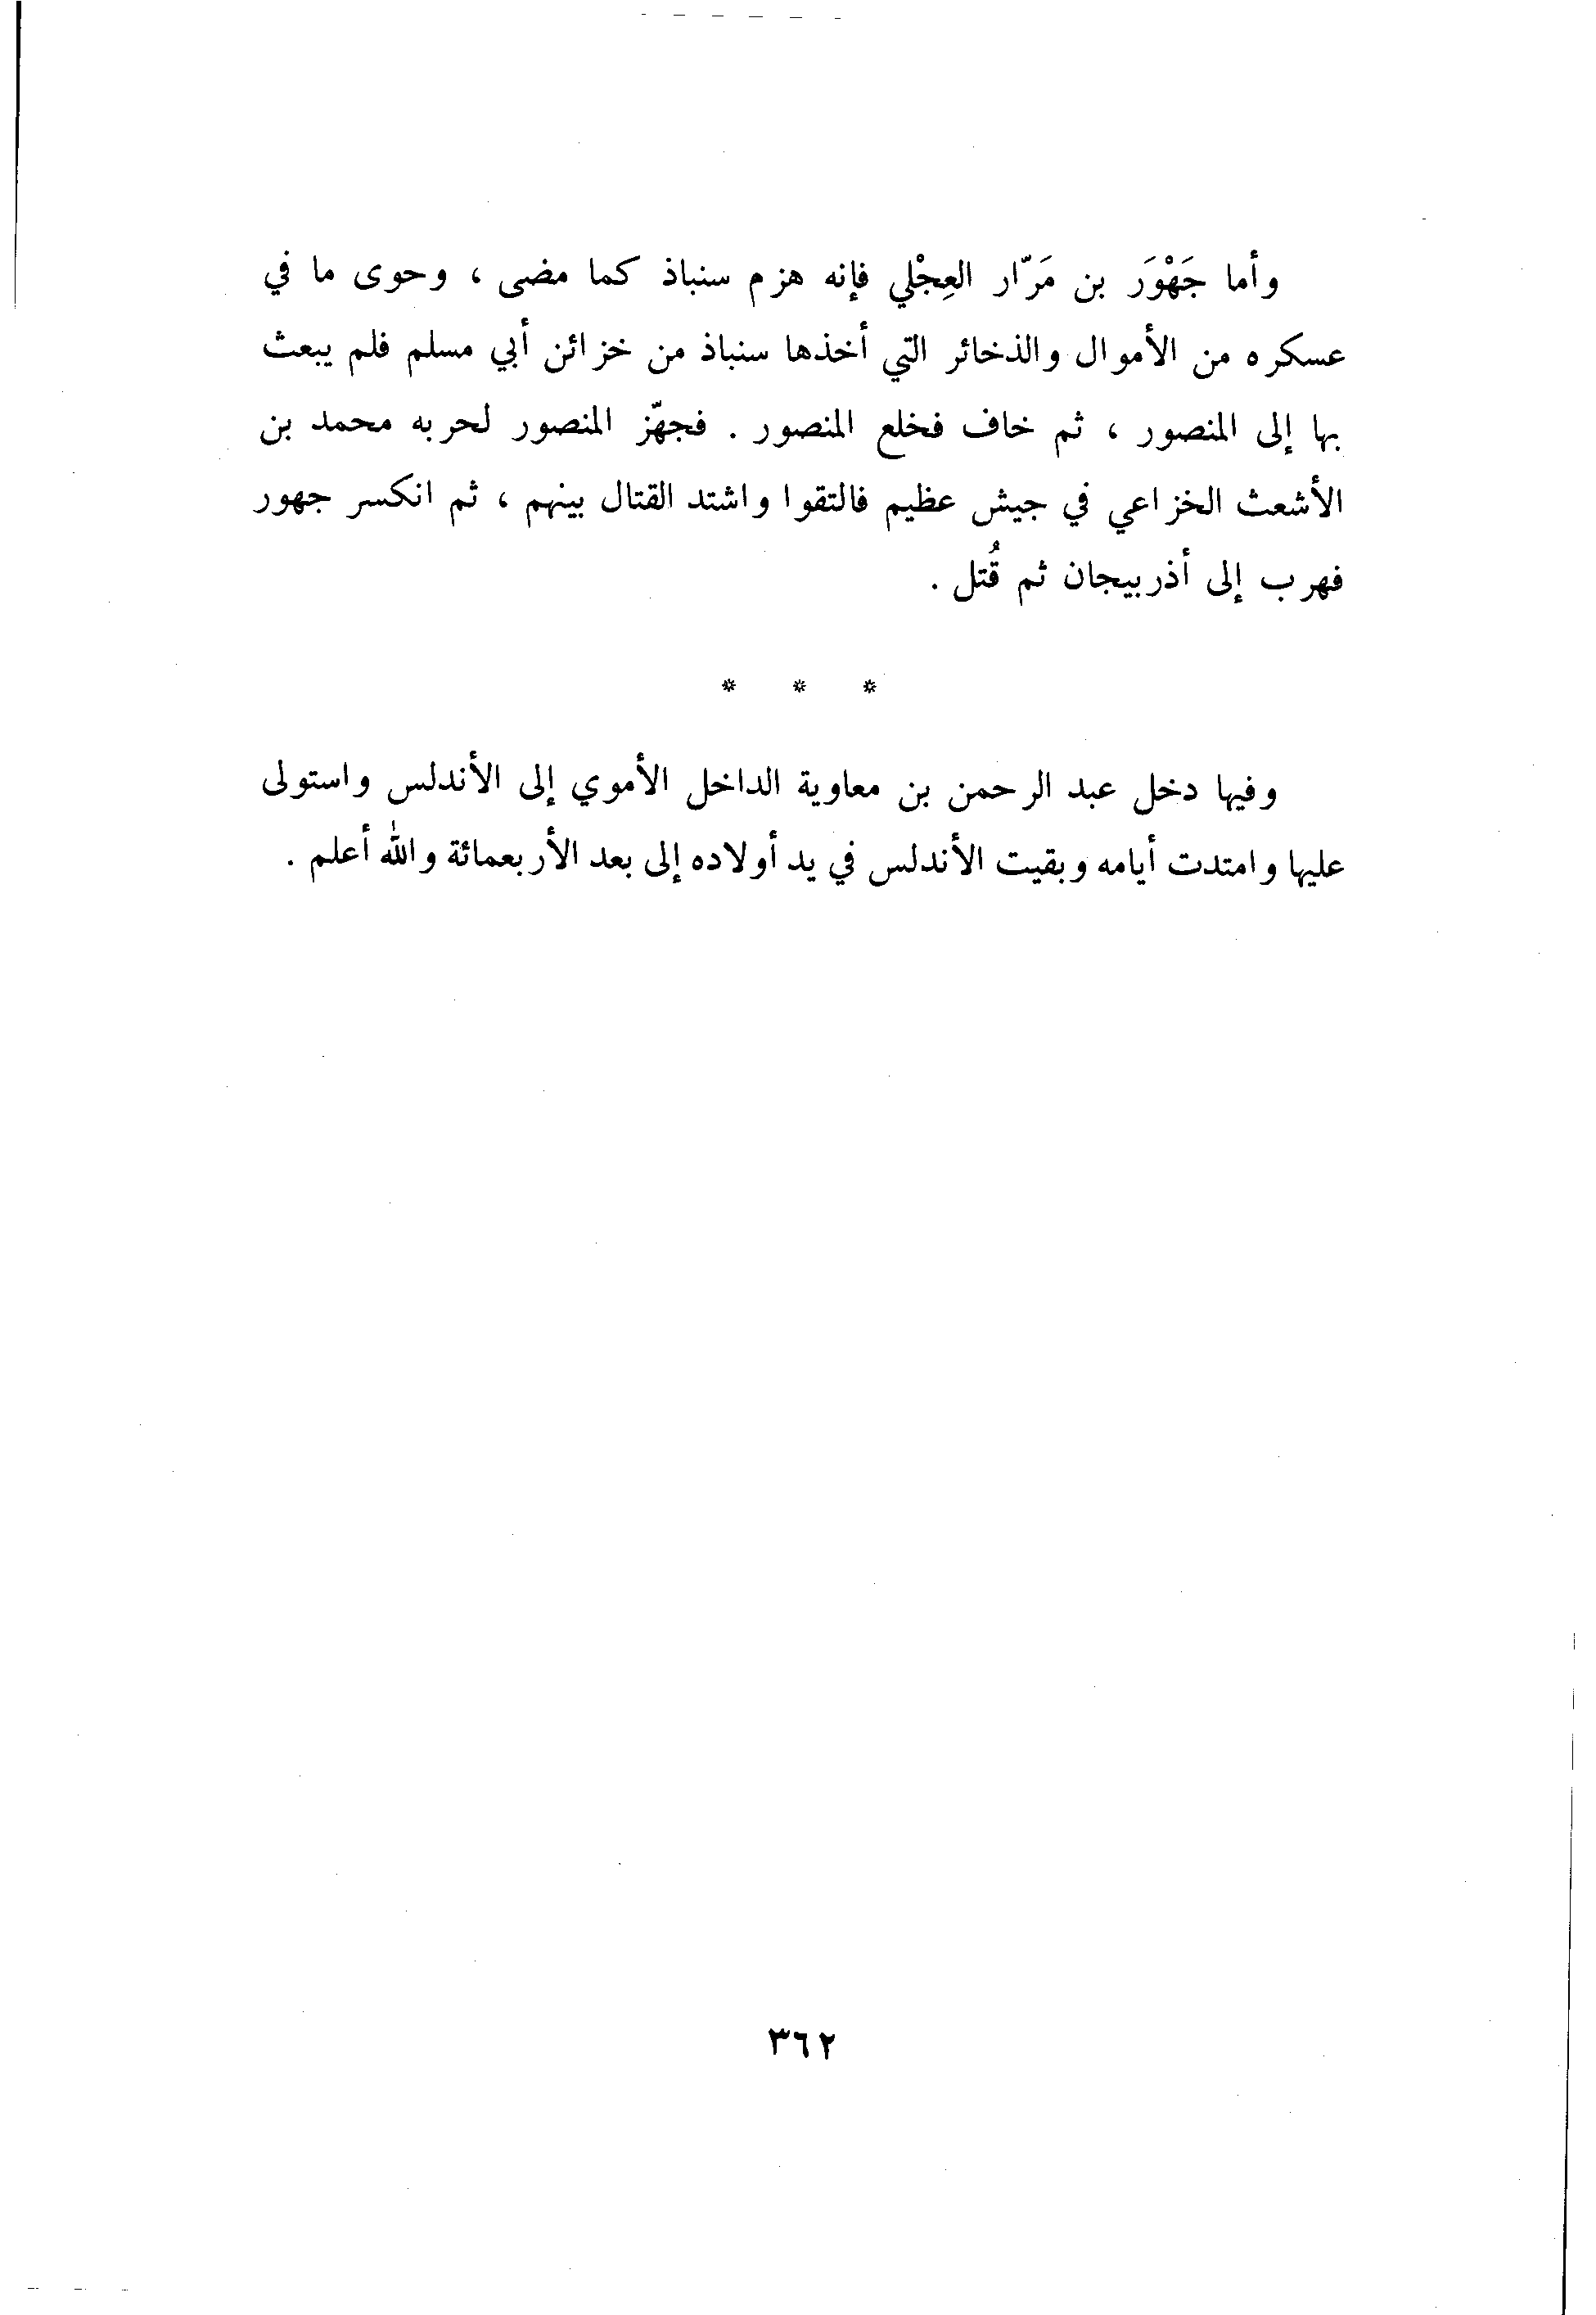 وأما جَهْوَر بن مَرّار العِجْلي فإنه هزم سنباذ كما مضى ، وحوى ما في
عسكره من الأموال والذخائر التي أخذها سنباذ من خزائن أبي مسلم فلم يبعث
بها إلى المنصور ، ثم خاف فخلع المنصور . فجهّز المنصور لحربه محمد بن
الأشعث الخزاعي في جيش عظيم فالتقوا واشتد القتال بينهم ، ثم انكسر جهور
فهرب إلى أذربيجان ثم قُتل .
* * *
وفيها دخل عبد الرحمن بن معاوية الداخل الأموي إلى الأندلس واستولى
عليها وامتدت أيامه وبقيت الأندلس في يد أولاده إلى بعد الأربعمائة والله أعلم .
٣٦٢